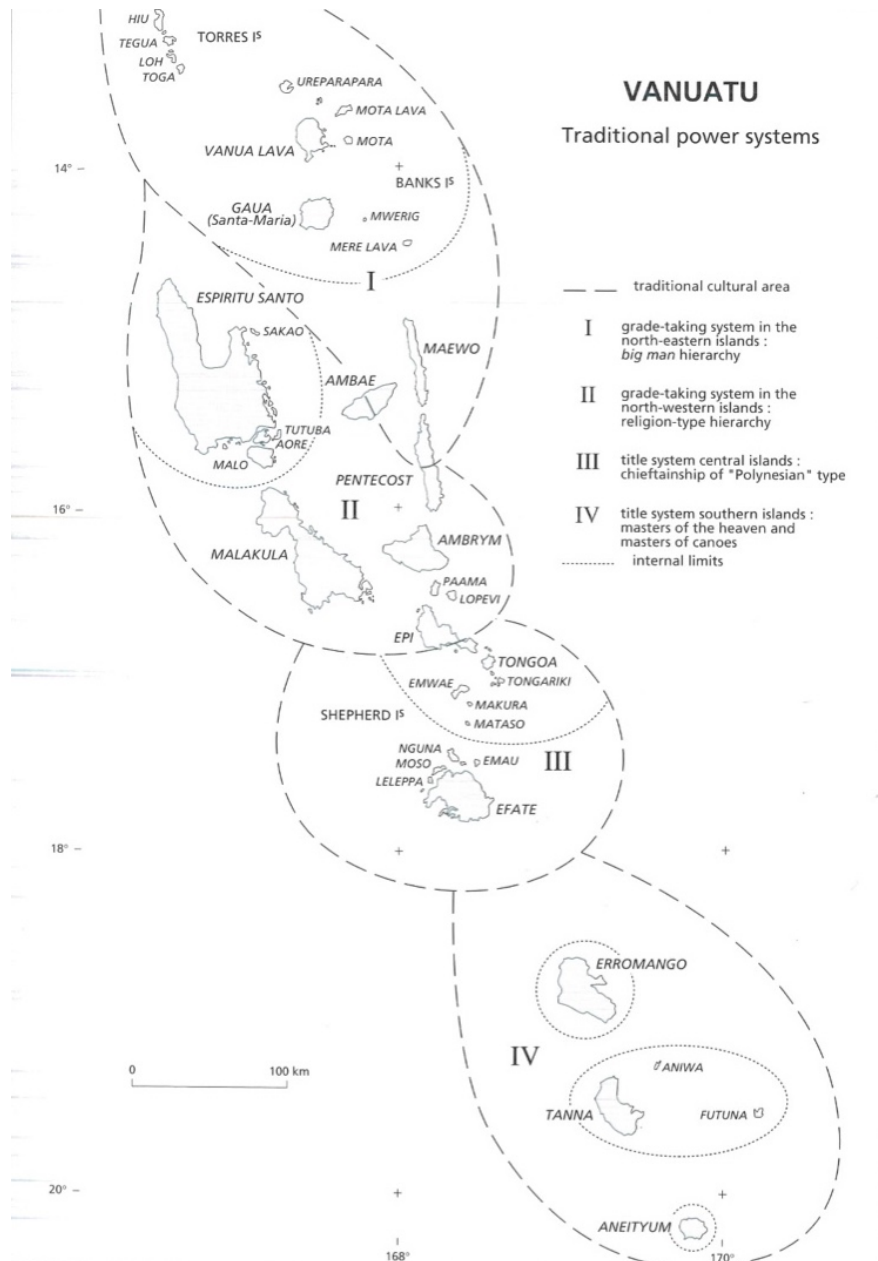 HIU
TEGUA
TORRES Iˢ
LOH
TOGA
UREPARAPARA
MOTA LAVA
VANUA LAVA
MOTA
14°
BANKS Iˢ
GAUA
(Santa-Maria)
MWERIG
MERE LAVA
I
ESPIRITU SANTO
SAKAO
MAEWO
AMBAE
TUTUBA
AORE
MALO
PENTECOST
16°
II
MALAKULA
AMBRYM
PAAMA
LOPEVI
EPI
TONGOA
EMWAE
TONGARIKI
SHEPHERD Iˢ
MAKURA
MATASO
NGUNA
MOSO
EMAU
III
LELEPPA
EFATE
18°
ERROMANGO
IV
0
100 km
ANIWA
TANNA
FUTUNA
20°
ANEITYUM
168°
170°
VANUATU
Traditional power systems
traditional cultural area
I grade-taking system in the
north-eastern islands :
big man hierarchy
II grade-taking system in the
north-western islands :
religion-type hierarchy
III title system central islands :
chieftainship of "Polynesian" type
IV title system southern islands :
masters of the heaven and
masters of canoes
internal limits